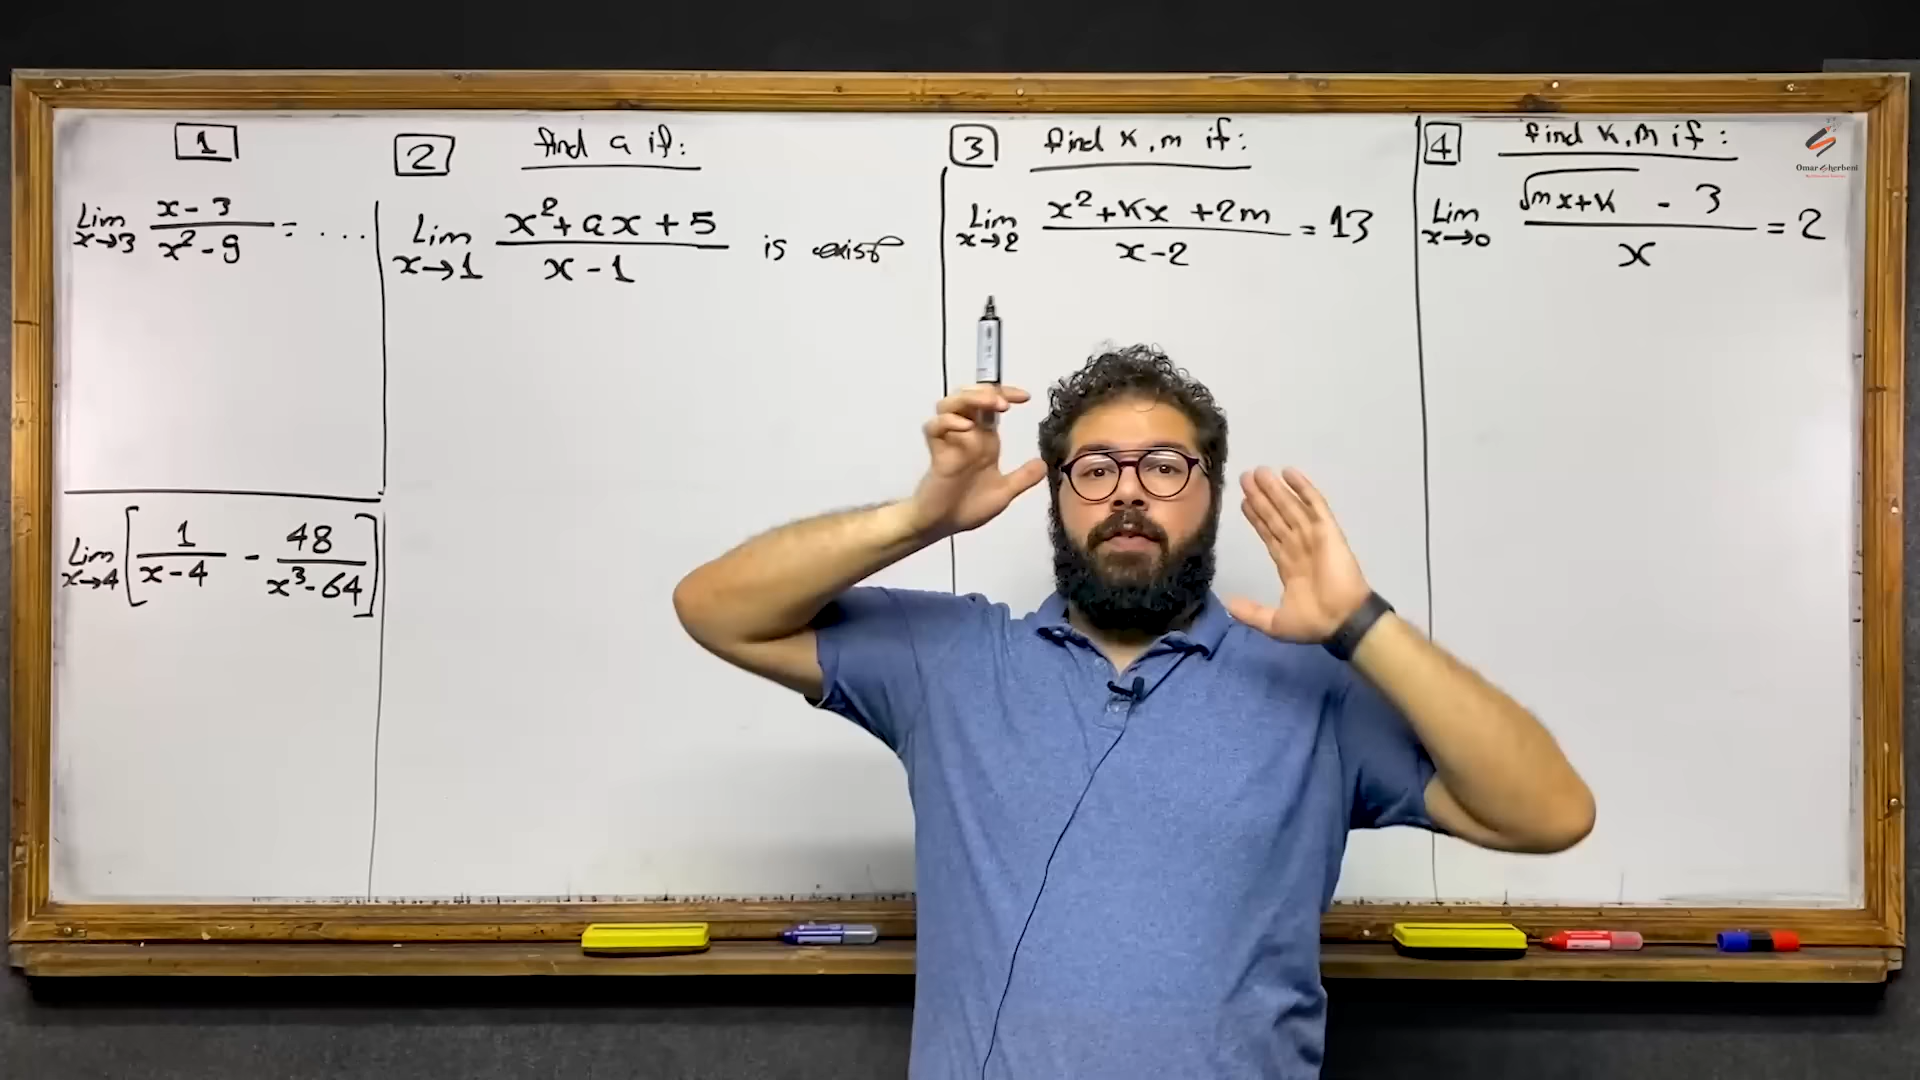 1
Lim x→3 x-3 / x²-9 = ...
Lim x→4 [ 1 / x-4 - 48 / x³-64 ]
2 find a if:
Lim x→1 x²+ax+5 / x-1 is exist
3 find K,m if:
Lim x→2 x²+Kx+2m / x-2 = 13
4 find K,m if:
Lim x→0 √mx+K - 3 / x = 2
Omar Sherbeni